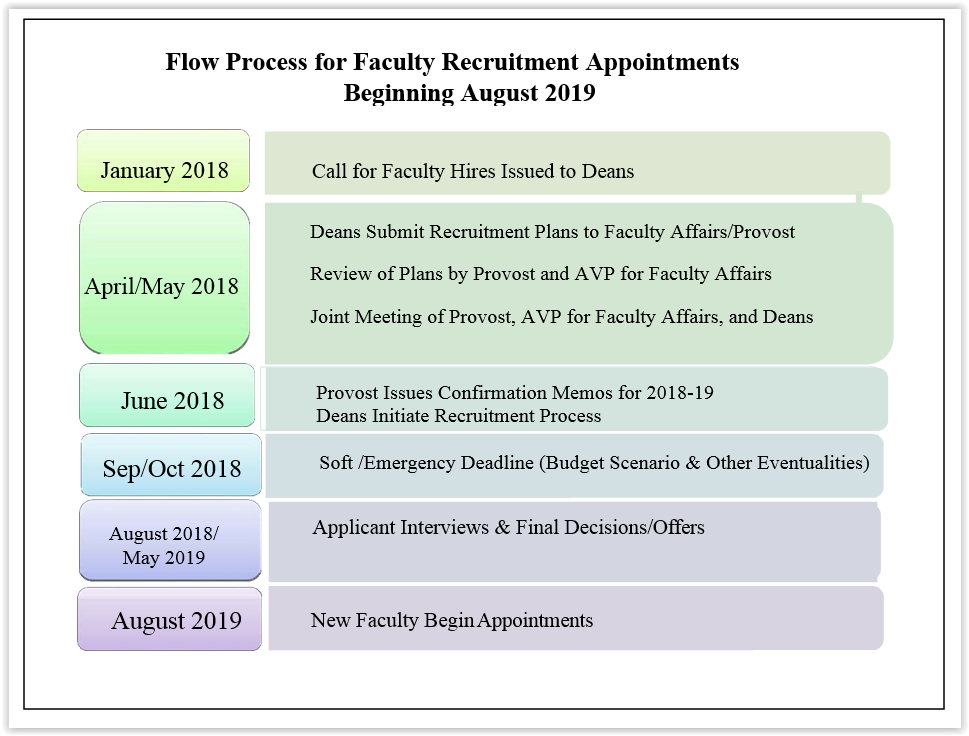 Flow Process for Faculty Recruitment Appointments
Beginning August 2019
January 2018
Call for Faculty Hires Issued to Deans
April/May 2018
Deans Submit Recruitment Plans to Faculty Affairs/Provost
Review of Plans by Provost and AVP for Faculty Affairs
Joint Meeting of Provost, AVP for Faculty Affairs, and Deans
June 2018
Provost Issues Confirmation Memos for 2018-19
Deans Initiate Recruitment Process
Sep/Oct 2018
Soft /Emergency Deadline (Budget Scenario & Other Eventualities)
August 2018/
May 2019
Applicant Interviews & Final Decisions/Offers
August 2019
New Faculty Begin Appointments